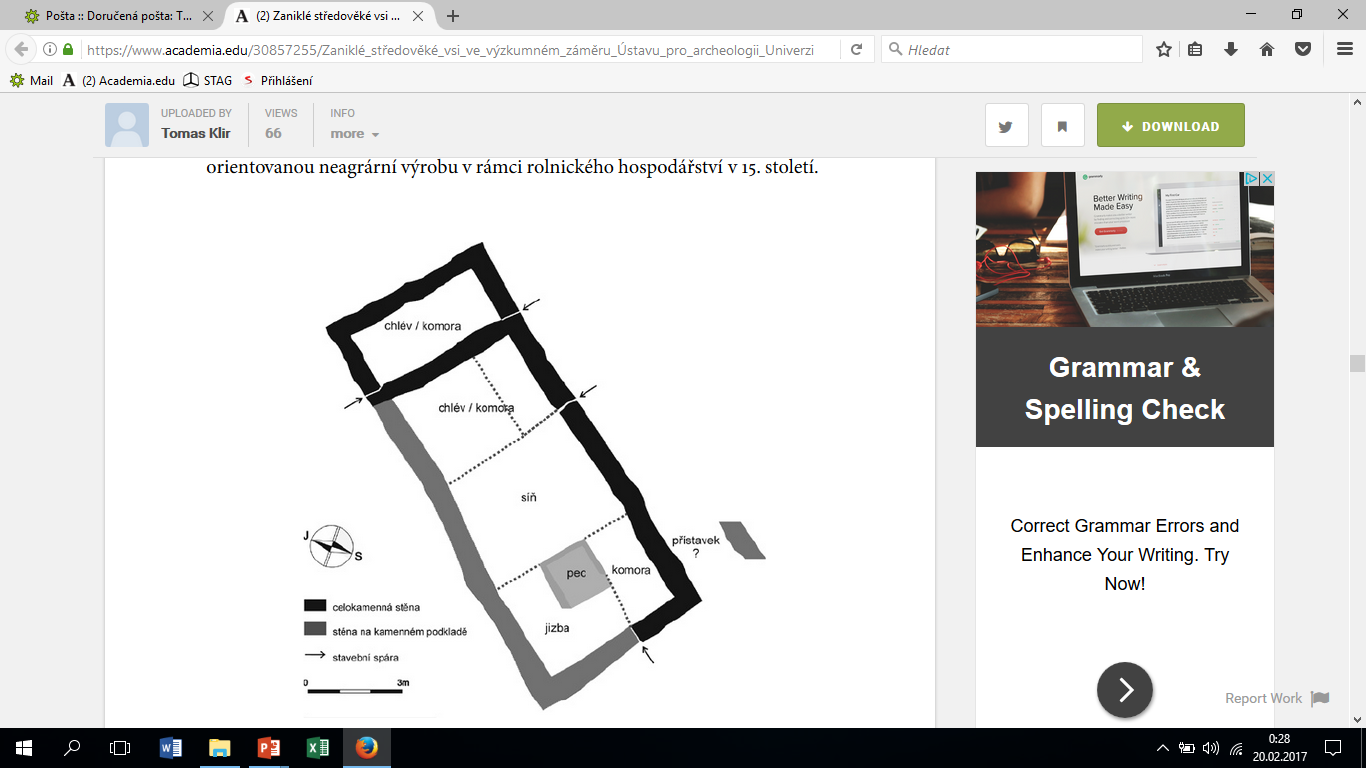 Pošta :: Doručená pošta: T...
(2) Zaniklé středověké vsi ...
https://www.academia.edu/30857255/Zaniklé_středověké_vsi_ve_výzkumném_záměru_Ústavu_pro_archeologii_Univerzi
Hledat
Mail
(2) Academia.edu
STAG
Přihlášení
UPLOADED BY
Tomas Klir
VIEWS
66
INFO
more
DOWNLOAD
orientovanou neagrární výrobu v rámci rolnického hospodářství v 15. století.
chlév / komora
chlév / komora
síň
přístavek
?
pec
komora
jizba
J
S
celokamenná stěna
stěna na kamenném podkladě
stavební spára
0 3m
Better Writing
Made Easy
Grammar &
Spelling Check
Correct Grammar Errors and
Enhance Your Writing. Try
Now!
Report Work
0:28
20.02.2017